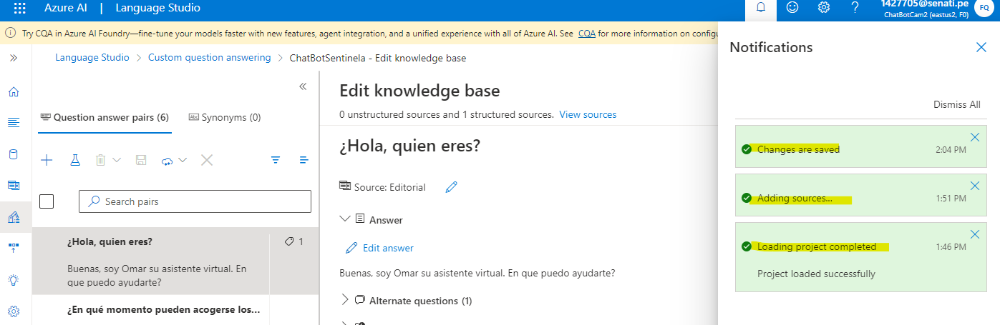 Azure AI | Language Studio
1427705@senati.pe
ChatBotCam2 (eastus2, F0)
FQ
Try CQA in Azure AI Foundry—fine-tune your models faster with new features, agent integration, and a unified experience with all of Azure AI. See CQA for more information on configu
Language Studio > Custom question answering > ChatBotSentinela - Edit knowledge base
Question answer pairs (6)
Abc Synonyms (0)
Search pairs
¿Hola, quien eres?
1
Buenas, soy Omar su asistente virtual. En
que puedo ayudarte?
¿En qué momento pueden acogerse los...
Edit knowledge base
0 unstructured sources and 1 structured sources. View sources
¿Hola, quien eres?
Source: Editorial
Answer
Edit answer
Buenas, soy Omar su asistente virtual. En que puedo ayudarte?
Alternate questions (1)
Notifications
Dismiss All
Changes are saved
2:04 PM
Adding sources...
1:51 PM
Loading project completed
1:46 PM
Project loaded successfully